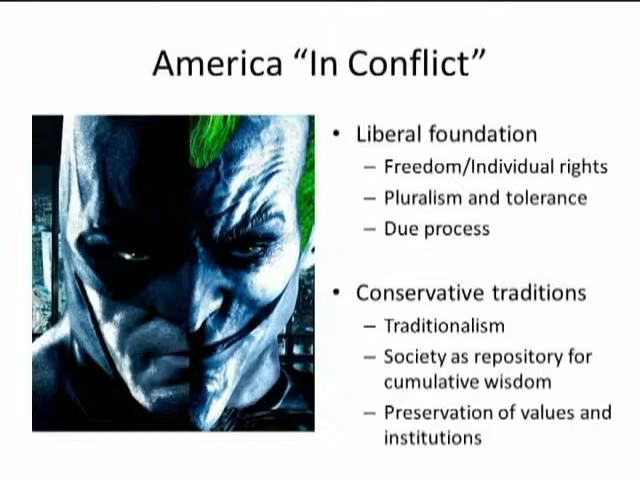 America “In Conflict”
• Liberal foundation
– Freedom/Individual rights
– Pluralism and tolerance
– Due process
• Conservative traditions
– Traditionalism
– Society as repository for
cumulative wisdom
– Preservation of values and
institutions